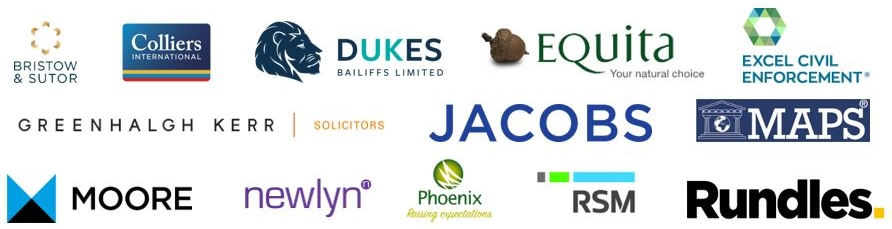 BRISTOW
& SUTOR
Colliers
INTERNATIONAL
DUKES
BAILIFFS LIMITED
EQUITA
Your natural choice
EXCEL CIVIL
ENFORCEMENT®
GREENHALGH KERR | SOLICITORS
JACOBS
MAPS®
MOORE
newlyn n
Phoenix
Raising expectations
RSM
Rundles.